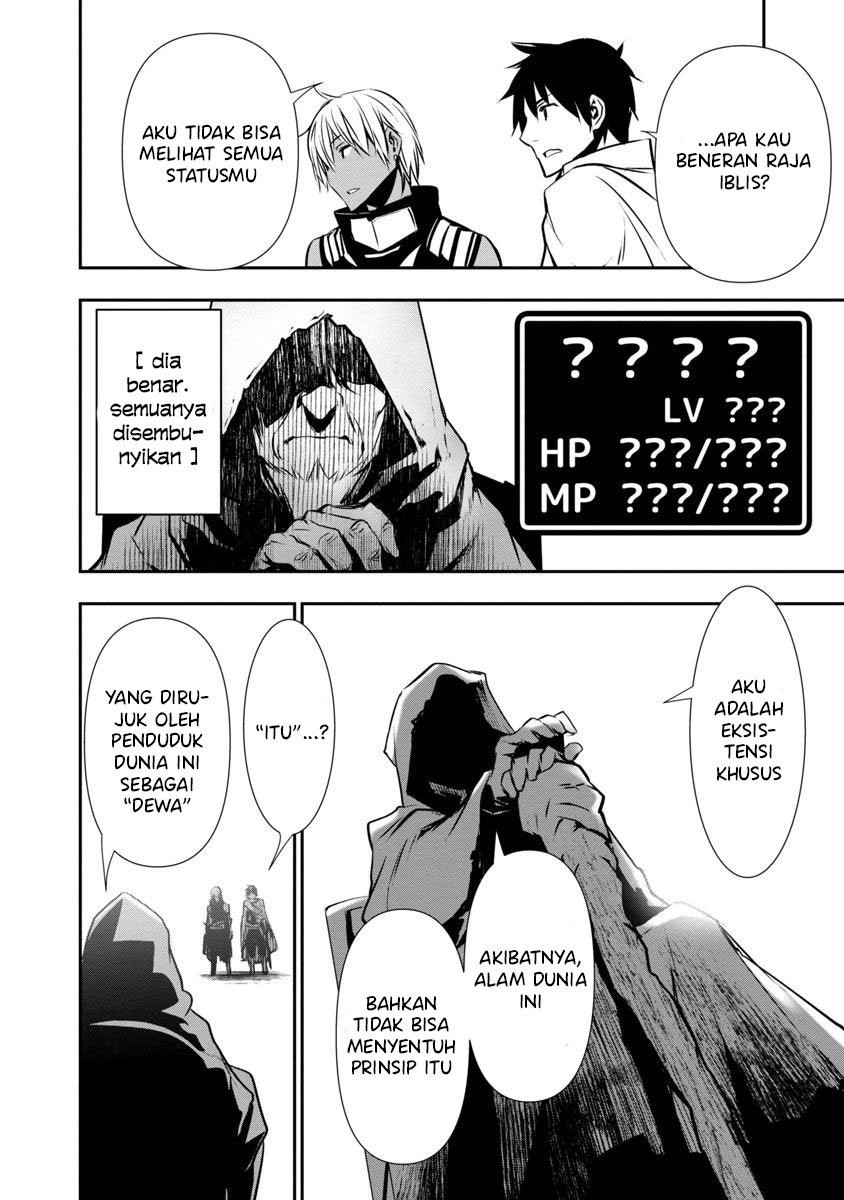 ...APA KAU
BENERAN RAJA
IBLIS?
AKU TIDAK BISA
MELIHAT SEMUA
STATUSMU
? ? ? ?
LV ???
HP ???/???
MP ???/???
[ dia
benar.
semuanya
disembu-
nyikan ]
AKU
ADALAH
EKSIS-
TENSI
KHUSUS
AKIBATNYA,
ALAM DUNIA
INI
BAHKAN
TIDAK BISA
MENYENTUH
PRINSIP ITU
"ITU"...?
YANG DIRU-
JUK OLEH
PENDUDUK
DUNIA INI
SEBAGAI
"DEWA"